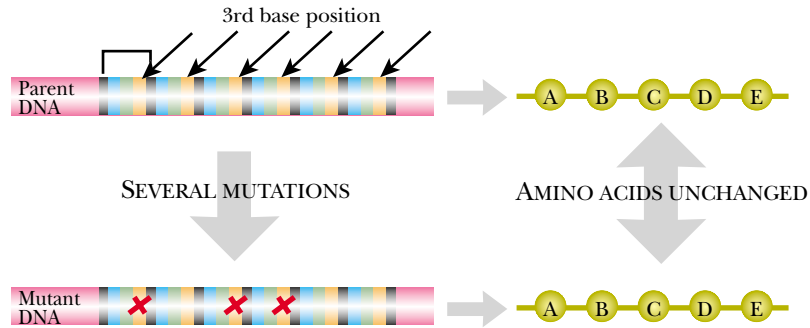 3rd base position
Parent
DNA
A B C D E
SEVERAL MUTATIONS
AMINO ACIDS UNCHANGED
Mutant
DNA
A B C D E